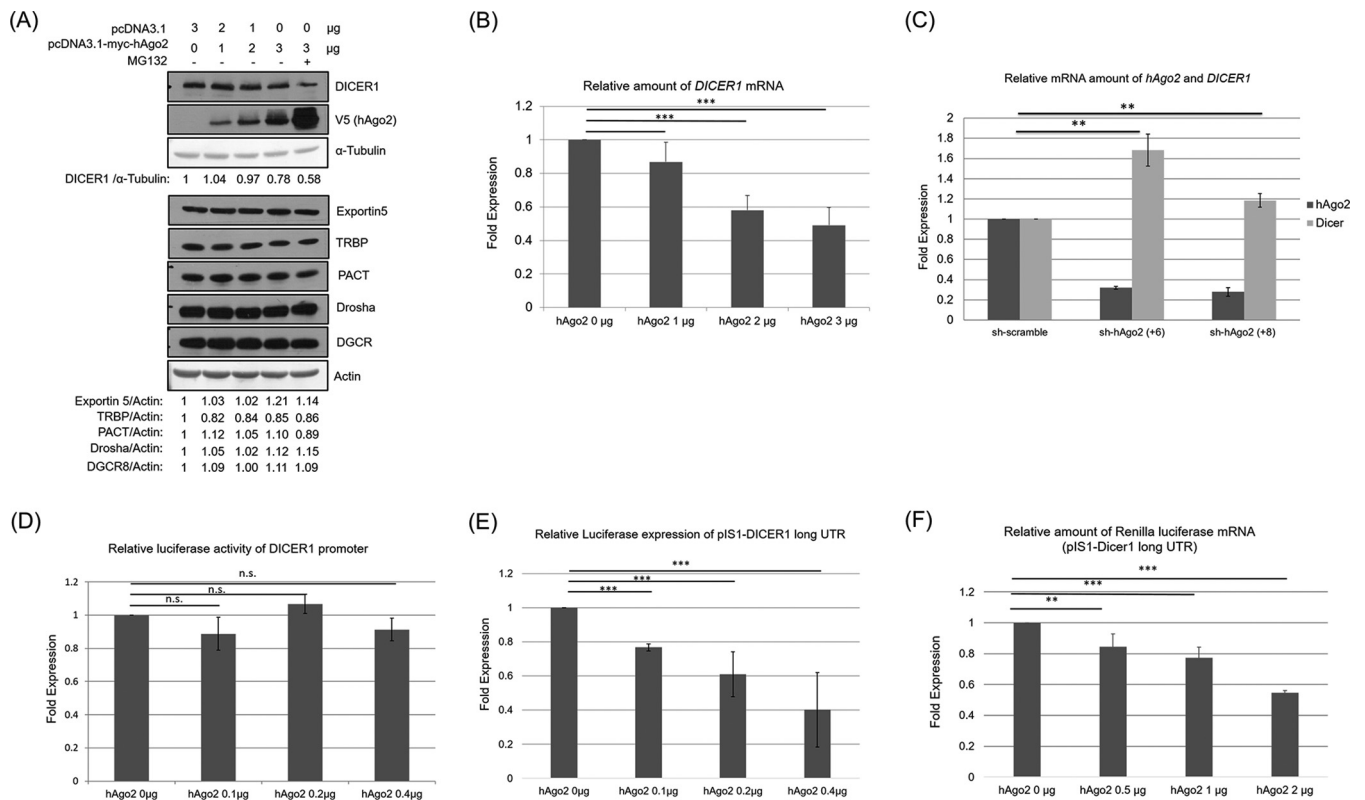 (A)
pcDNA3.1 3 2 1 0 0 µg
pcDNA3.1-myc-hAgo2 0 1 2 3 3 µg
MG132 - - - - +
DICER1
V5 (hAgo2)
α-Tubulin
DICER1 /α-Tubulin: 1 1.04 0.97 0.78 0.58
Exportin5
TRBP
PACT
Drosha
DGCR
Actin
Exportin 5/Actin: 1 1.03 1.02 1.21 1.14
TRBP/Actin: 1 0.82 0.84 0.85 0.86
PACT/Actin: 1 1.12 1.05 1.10 0.89
Drosha/Actin: 1 1.05 1.02 1.12 1.15
DGCR8/Actin: 1 1.09 1.00 1.11 1.09
(B)
Relative amount of DICER1 mRNA
***
***
Fold Expression
1.2
1
0.8
0.6
0.4
0.2
0
hAgo2 0 µg hAgo2 1 µg hAgo2 2 µg hAgo2 3 µg
(C)
Relative mRNA amount of hAgo2 and DICER1
**
**
Fold Expression
2
1.8
1.6
1.4
1.2
1
0.8
0.6
0.4
0.2
0
sh-scramble sh-hAgo2 (+6) sh-hAgo2 (+8)
hAgo2
Dicer
(D)
Relative luciferase activity of DICER1 promoter
n.s.
n.s.
n.s.
Fold Expression
1.2
1
0.8
0.6
0.4
0.2
0
hAgo2 0µg hAgo2 0.1µg hAgo2 0.2µg hAgo2 0.4µg
(E)
Relative Luciferase expression of pIS1-DICER1 long UTR
***
***
***
Fold Expression
1.2
1
0.8
0.6
0.4
0.2
0
hAgo2 0µg hAgo2 0.1µg hAgo2 0.2µg hAgo2 0.4µg
(F)
Relative amount of Renilla luciferase mRNA
(pIS1-Dicer1 long UTR)
***
***
**
Fold Expression
1.2
1
0.8
0.6
0.4
0.2
0
hAgo2 0 µg hAgo2 0.5 µg hAgo2 1 µg hAgo2 2 µg